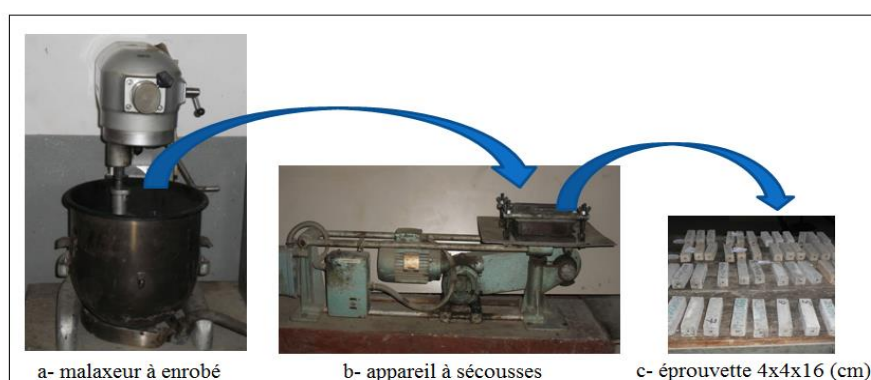 a- malaxeur à enrobé
b- appareil à sécousses
c- éprouvette 4x4x16 (cm)